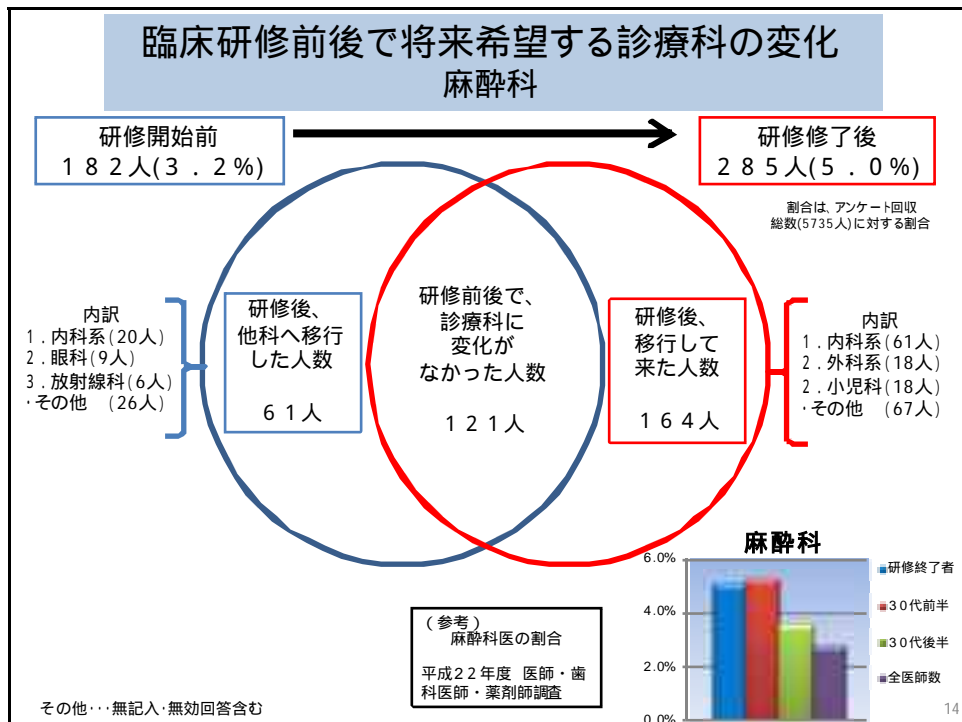 臨床研修前後で将来希望する診療科の変化
麻酔科
研修開始前
182人(3.2%)
研修修了後
285人(5.0%)
割合は、アンケート回収
総数(5735人)に対する割合
内訳
1.内科系(20人)
2.眼科(9人)
3.放射線科(6人)
・その他 (26人)
研修後、
他科へ移行
した人数
61人
研修前後で、
診療科に
変化が
なかった人数
121人
研修後、
移行して
来た人数
164人
内訳
1.内科系(61人)
2.外科系(18人)
2.小児科(18人)
・その他 (67人)
(参考)
麻酔科医の割合
平成22年度 医師・歯
科医師・薬剤師調査
麻酔科
6.0%
4.0%
2.0%
0.0%
研修終了者
30代前半
30代後半
全医師数
その他・・・無記入・無効回答含む
14